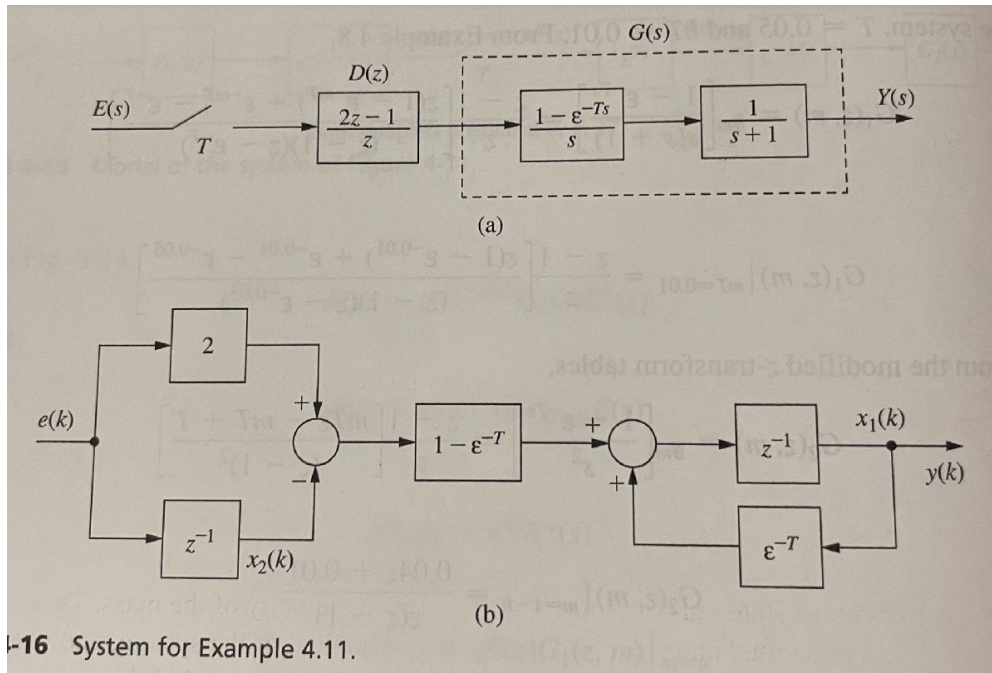 G(s)
D(z)
E(s)
T
2z − 1
z
1 − ε^−Ts
s
1
s + 1
Y(s)
(a)
2
e(k)
+
−
z^−1
x₂(k)
1 − ε^−T
+
+
z^−1
x₁(k)
y(k)
ε^−T
(b)
-16 System for Example 4.11.